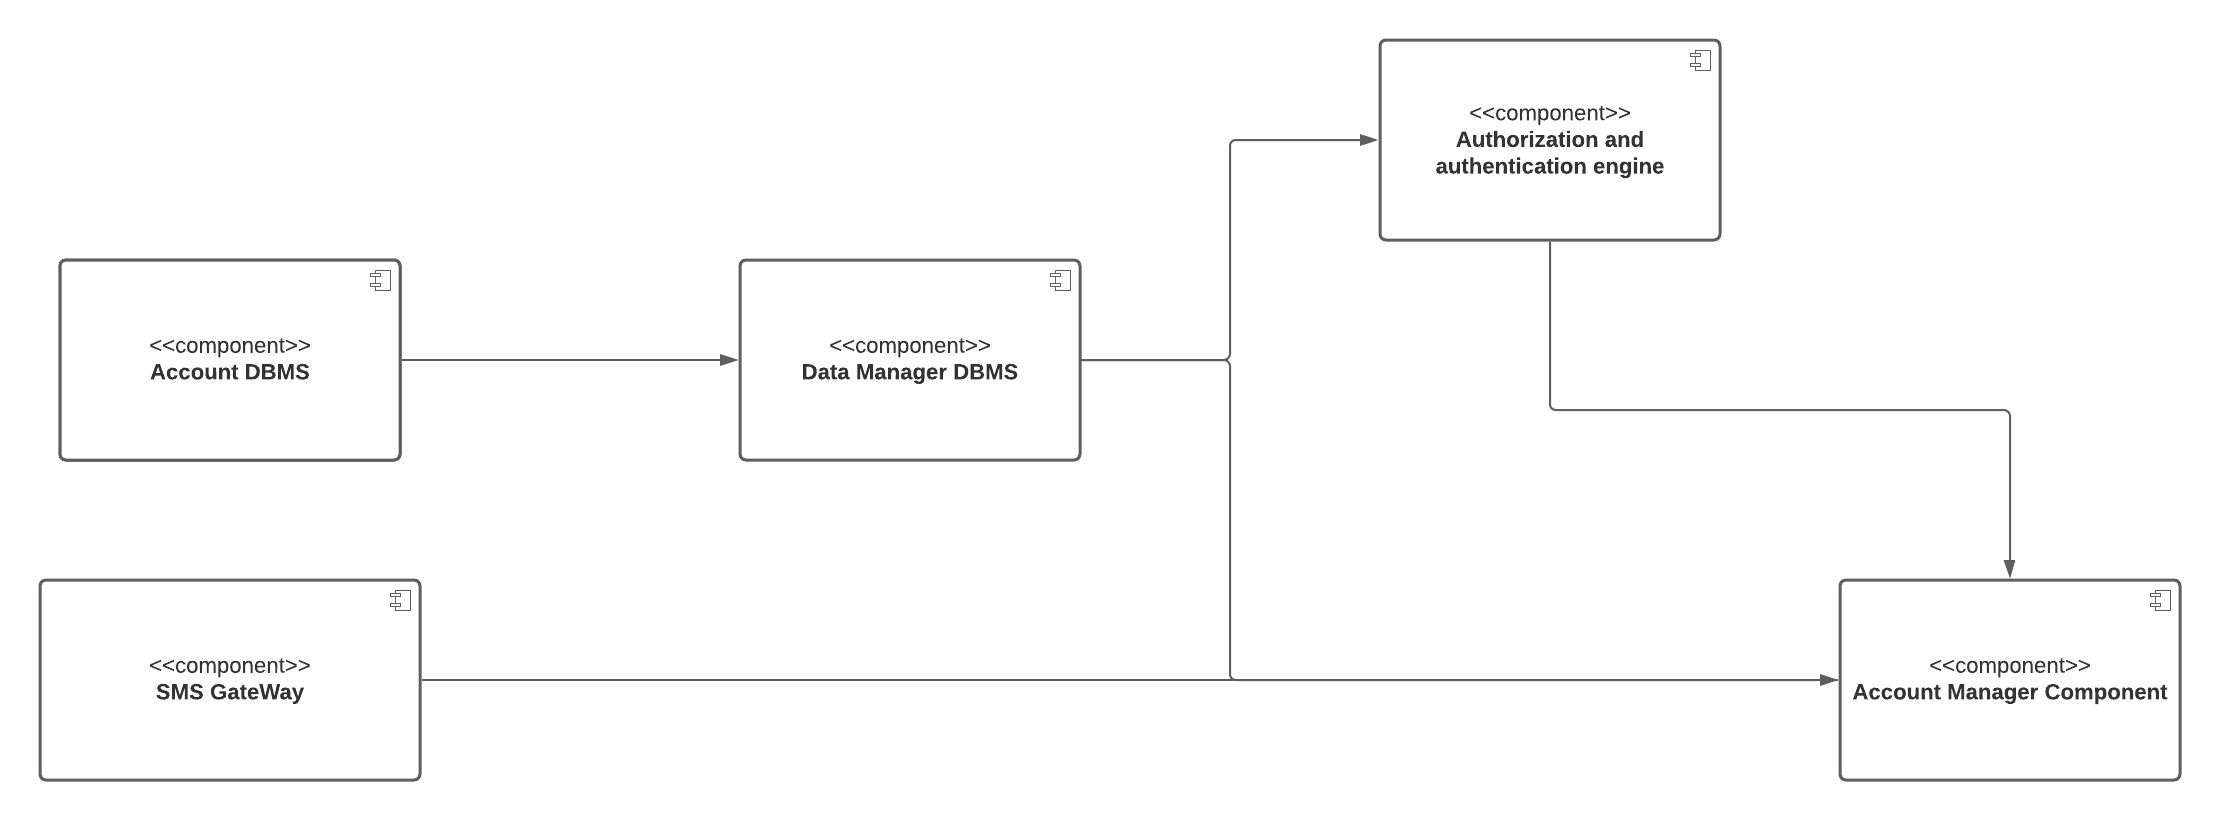 <<component>>
Authorization and
authentication engine
<<component>>
Account DBMS
<<component>>
Data Manager DBMS
<<component>>
SMS GateWay
<<component>>
Account Manager Component